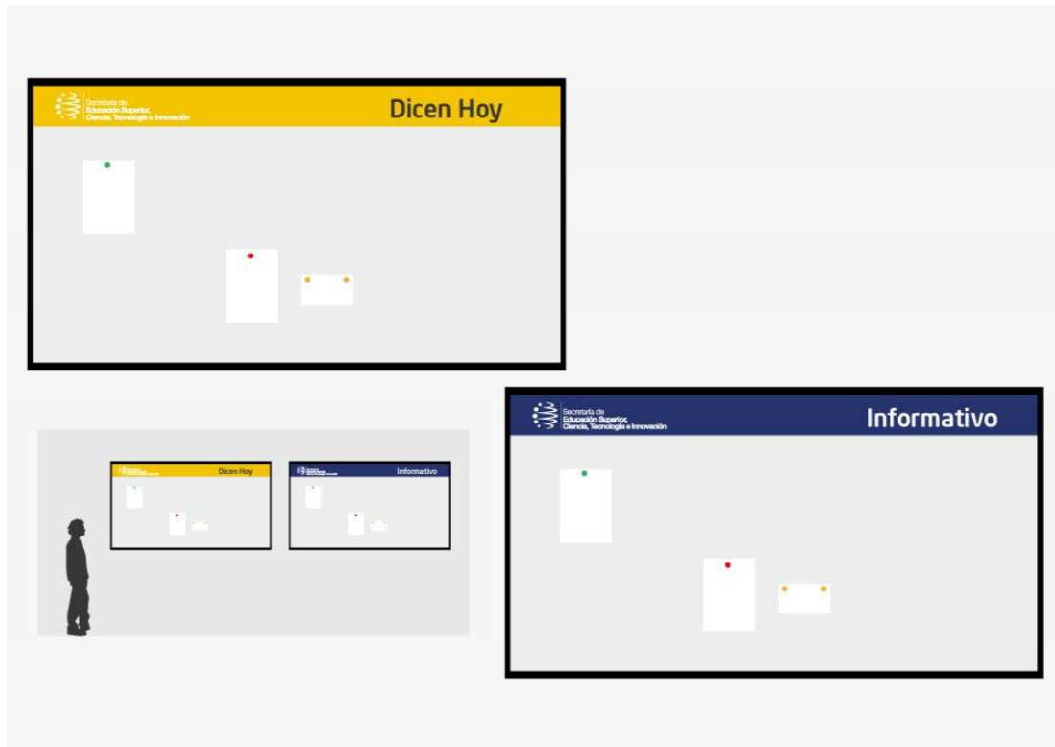 Secretaría de
Educación Superior,
Ciencia, Tecnología e Innovación
Dicen Hoy
Secretaría de
Educación Superior,
Ciencia, Tecnología e Innovación
Informativo
Dicen Hoy
Informativo